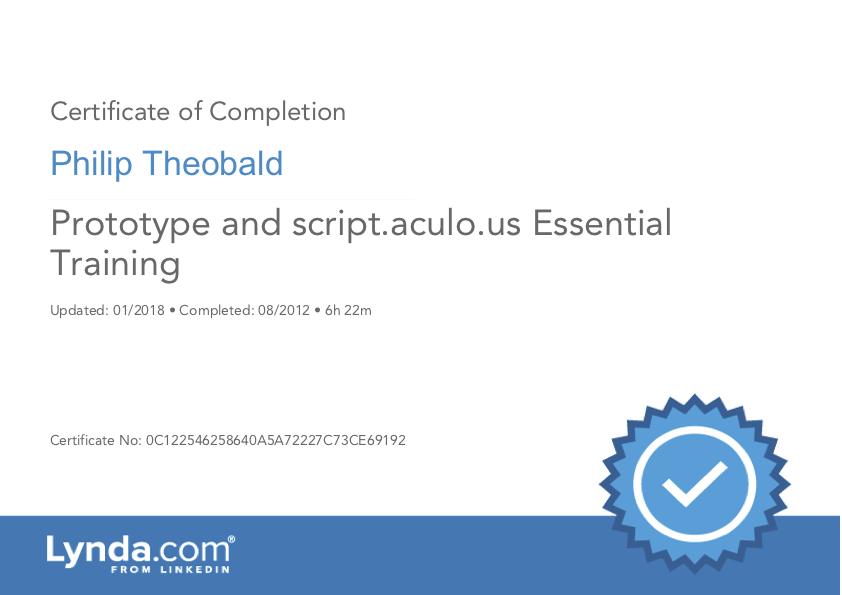 Certificate of Completion
Philip Theobald
Prototype and script.aculo.us Essential
Training
Updated: 01/2018 • Completed: 08/2012 • 6h 22m
Certificate No: 0C122546258640A5A72227C73CE69192
Lynda.com®
FROM LINKEDIN